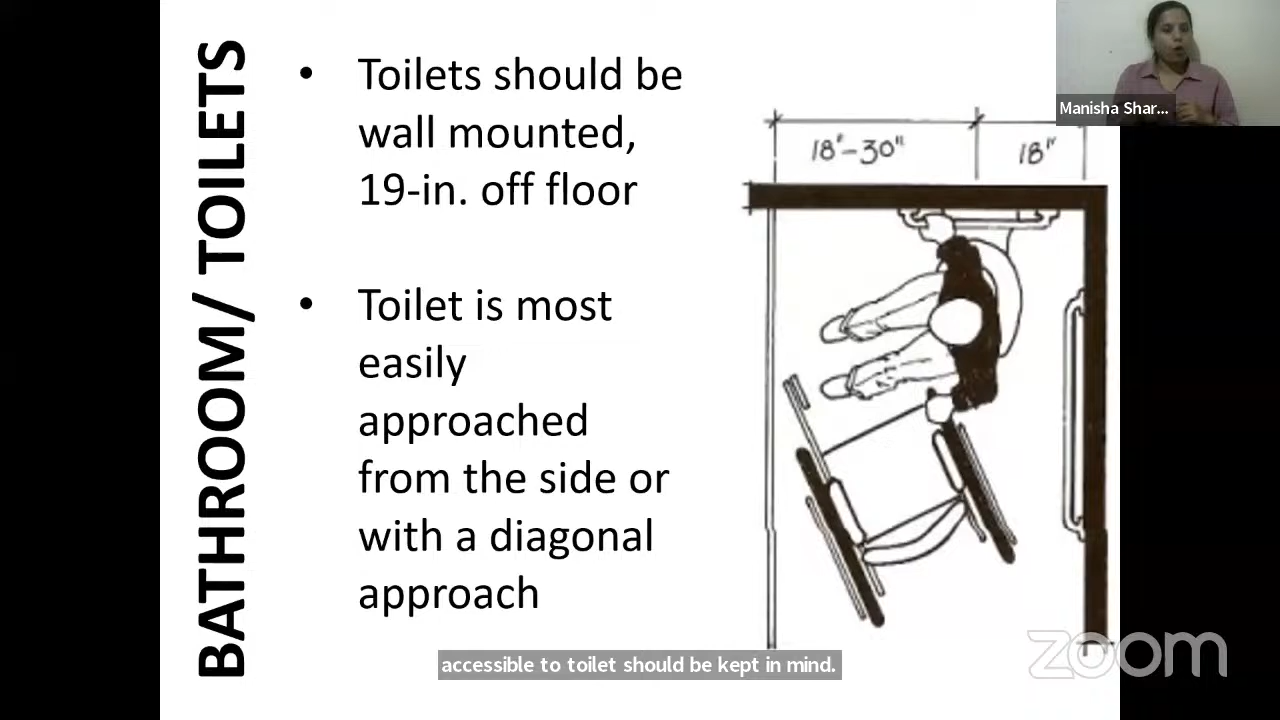 BATHROOM/ TOILETS
• Toilets should be
wall mounted,
19-in. off floor
• Toilet is most
easily
approached
from the side or
with a diagonal
approach
18"-30"
18"
Manisha Shar...
accessible to toilet should be kept in mind.
zoom